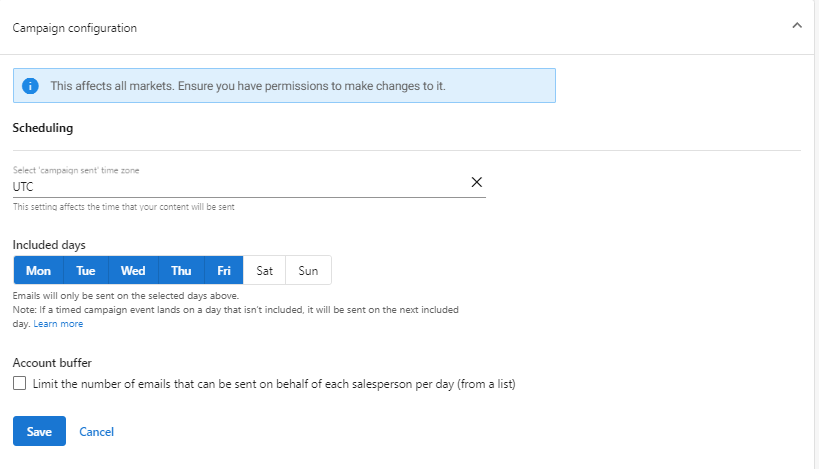 Campaign configuration
This affects all markets. Ensure you have permissions to make changes to it.
Scheduling
Select 'campaign sent' time zone
UTC
This setting affects the time that your content will be sent
Included days
Mon Tue Wed Thu Fri Sat Sun
Emails will only be sent on the selected days above.
Note: If a timed campaign event lands on a day that isn't included, it will be sent on the next included
day. Learn more
Account buffer
Limit the number of emails that can be sent on behalf of each salesperson per day (from a list)
Save Cancel